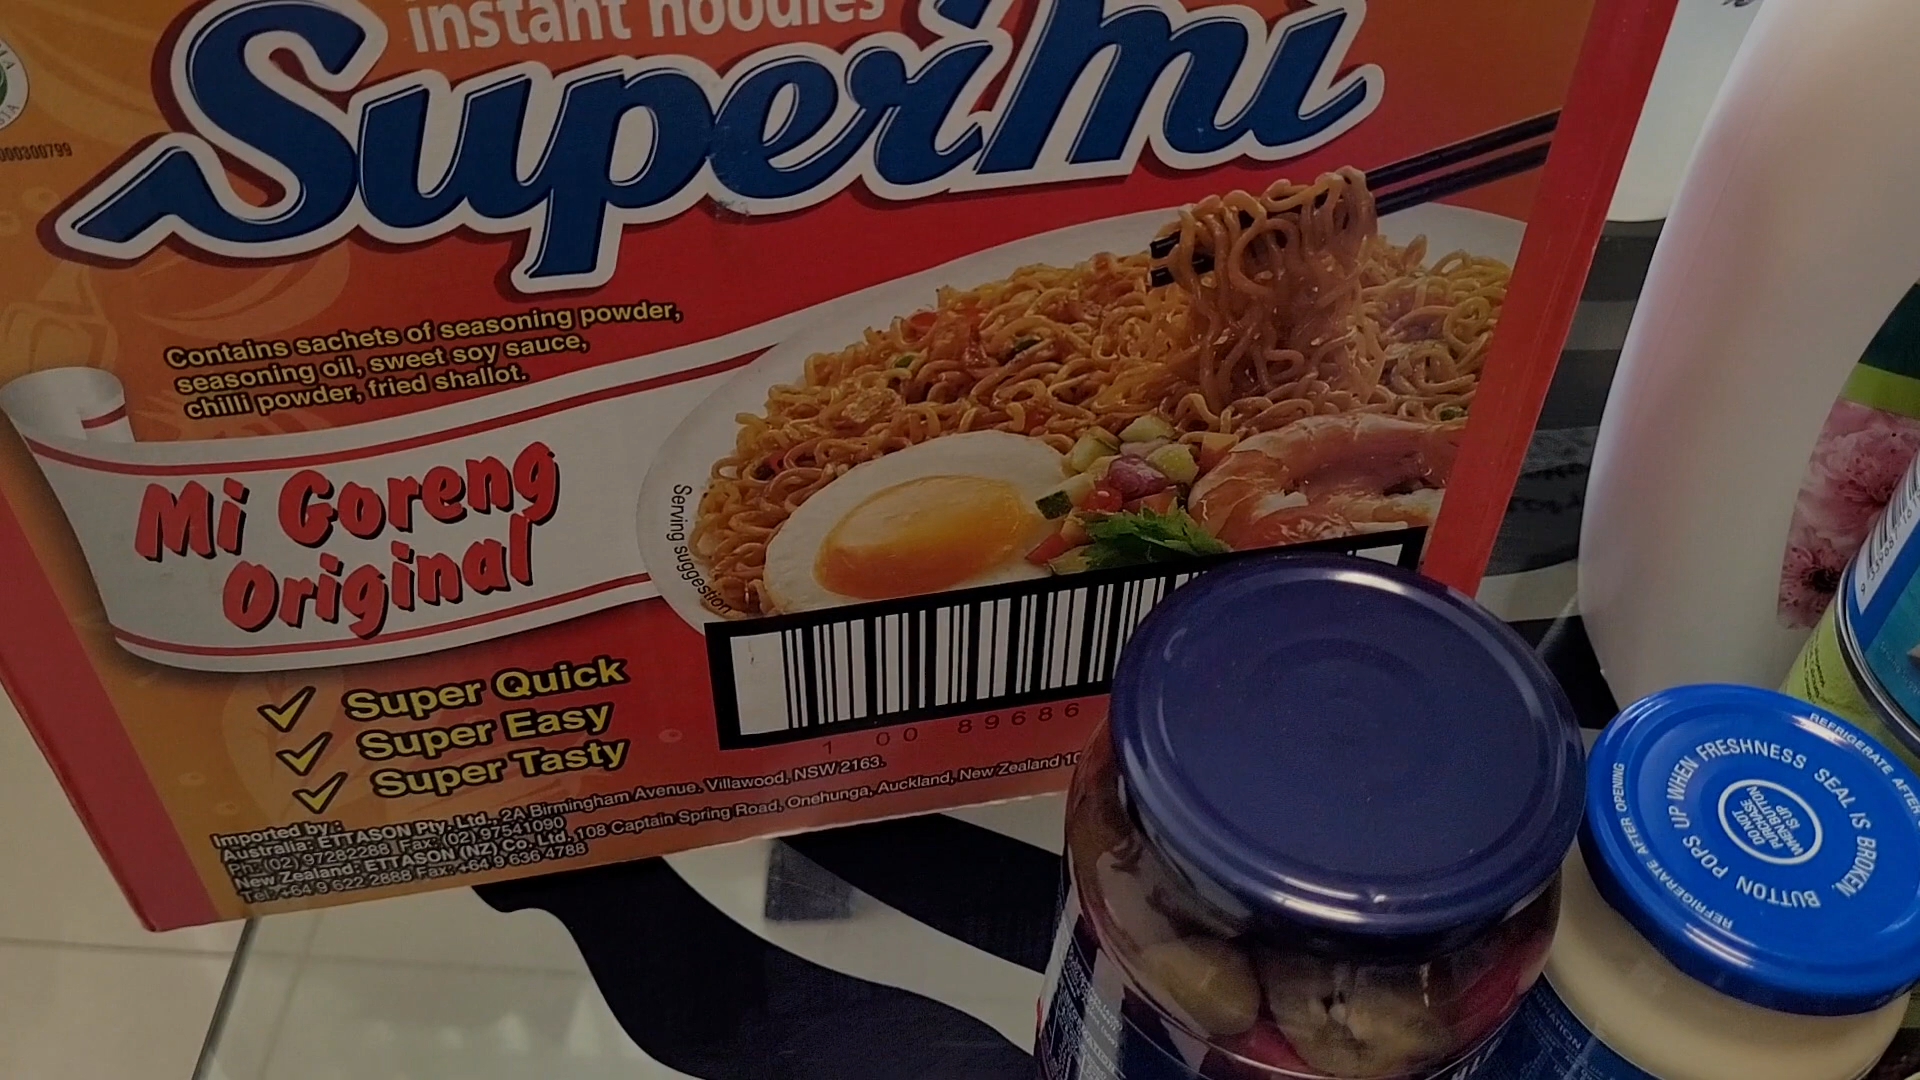 instant noodles
Supermi
000300799
Contains sachets of seasoning powder,
seasoning oil, sweet soy sauce,
chilli powder, fried shallot.
Mi Goreng
Original
Serving suggestion
Super Quick
Super Easy
Super Tasty
1 00 89686
Imported by :
Australia: ETTASON Pty. Ltd., 2A Birmingham Avenue. Villawood, NSW 2163.
Ph: (02) 97282288 Fax: (02) 97541090
New Zealand: ETTASON (NZ) Co. Ltd, 108 Captain Spring Road, Onehunga, Auckland, New Zealand 10
Tel: +64 9 622 2888 Fax: +64 9 636 4788
BUTTON POPS UP WHEN FRESHNESS SEAL IS BROKEN.
REFRIGERATE AFTER OPENING
REFRIGERATE AFTER
DO NOT
PURCHASE
WHEN BUTTON
IS UP